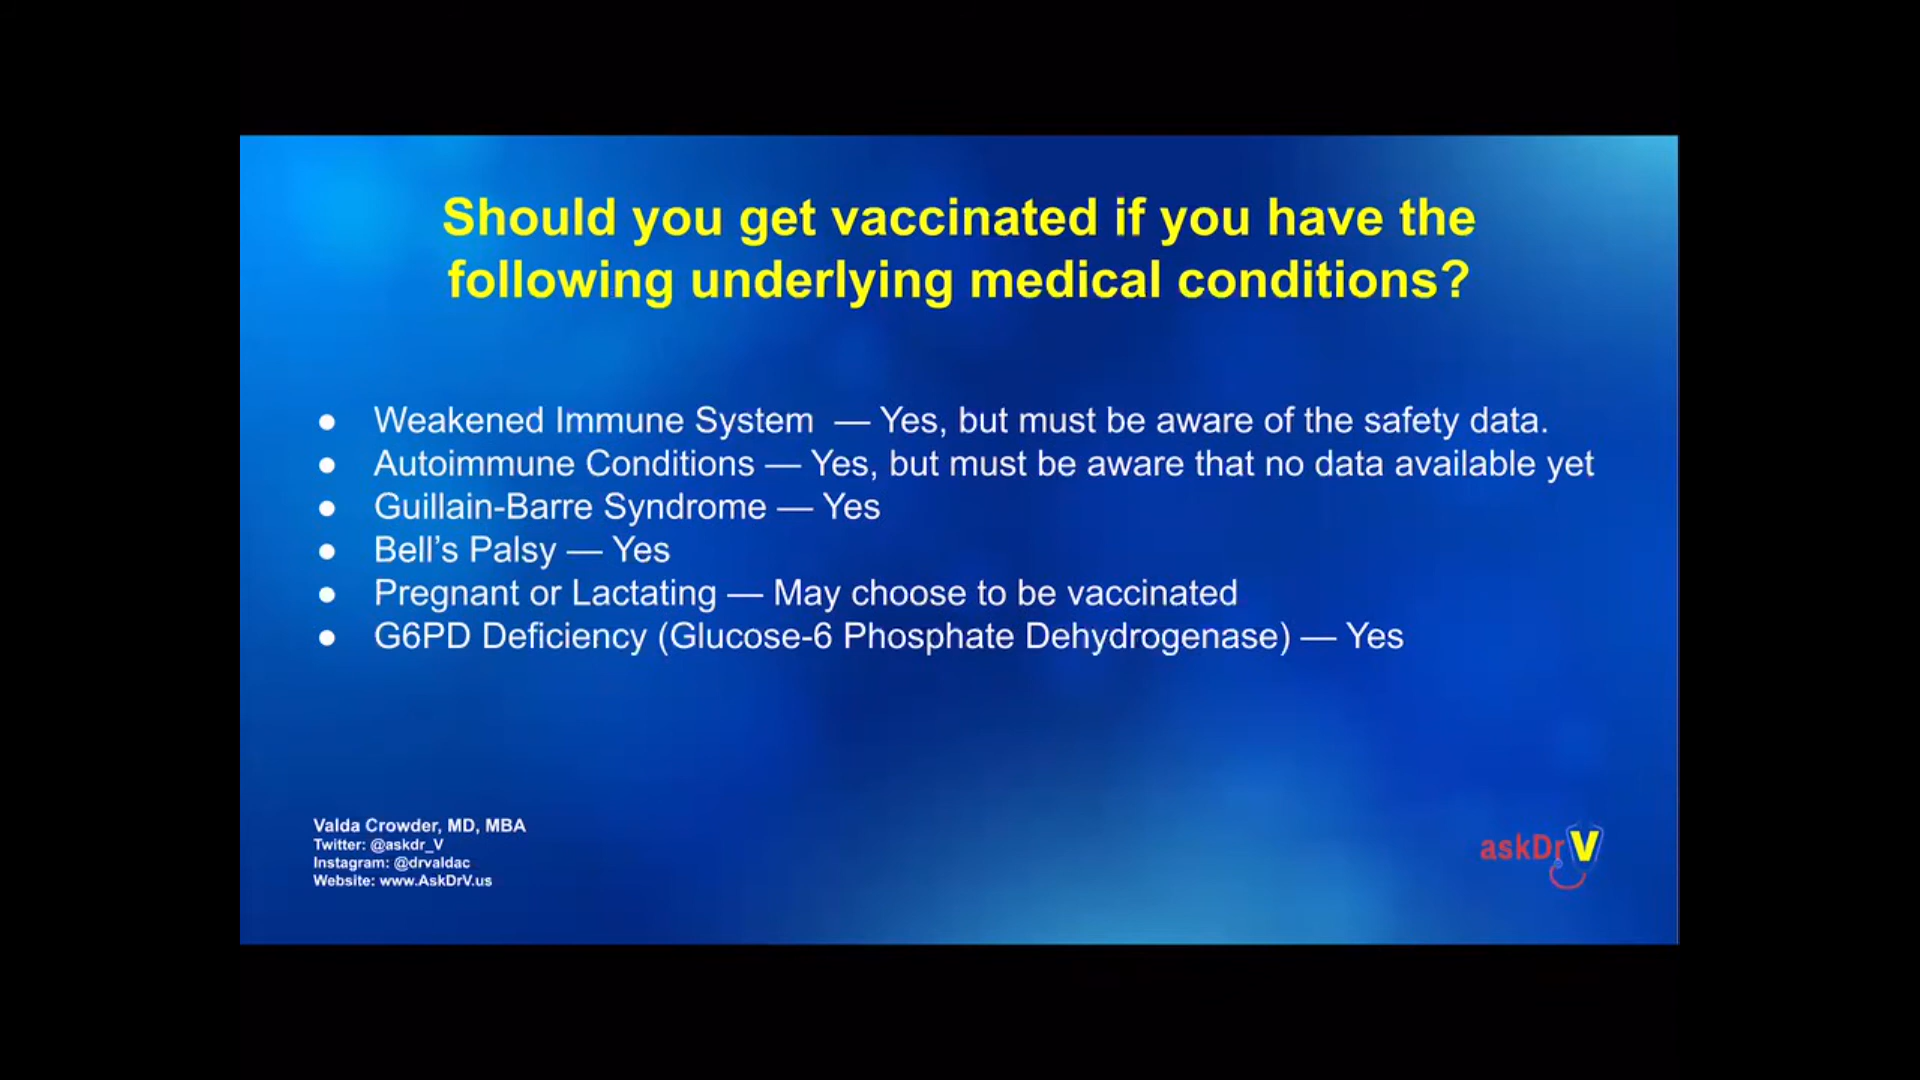 Should you get vaccinated if you have the
following underlying medical conditions?
● Weakened Immune System — Yes, but must be aware of the safety data.
● Autoimmune Conditions — Yes, but must be aware that no data available yet
● Guillain-Barre Syndrome — Yes
● Bell’s Palsy — Yes
● Pregnant or Lactating — May choose to be vaccinated
● G6PD Deficiency (Glucose-6 Phosphate Dehydrogenase) — Yes
Valda Crowder, MD, MBA
Twitter: @askdr_V
Instagram: @drvaldac
Website: www.AskDrV.us
askDrV